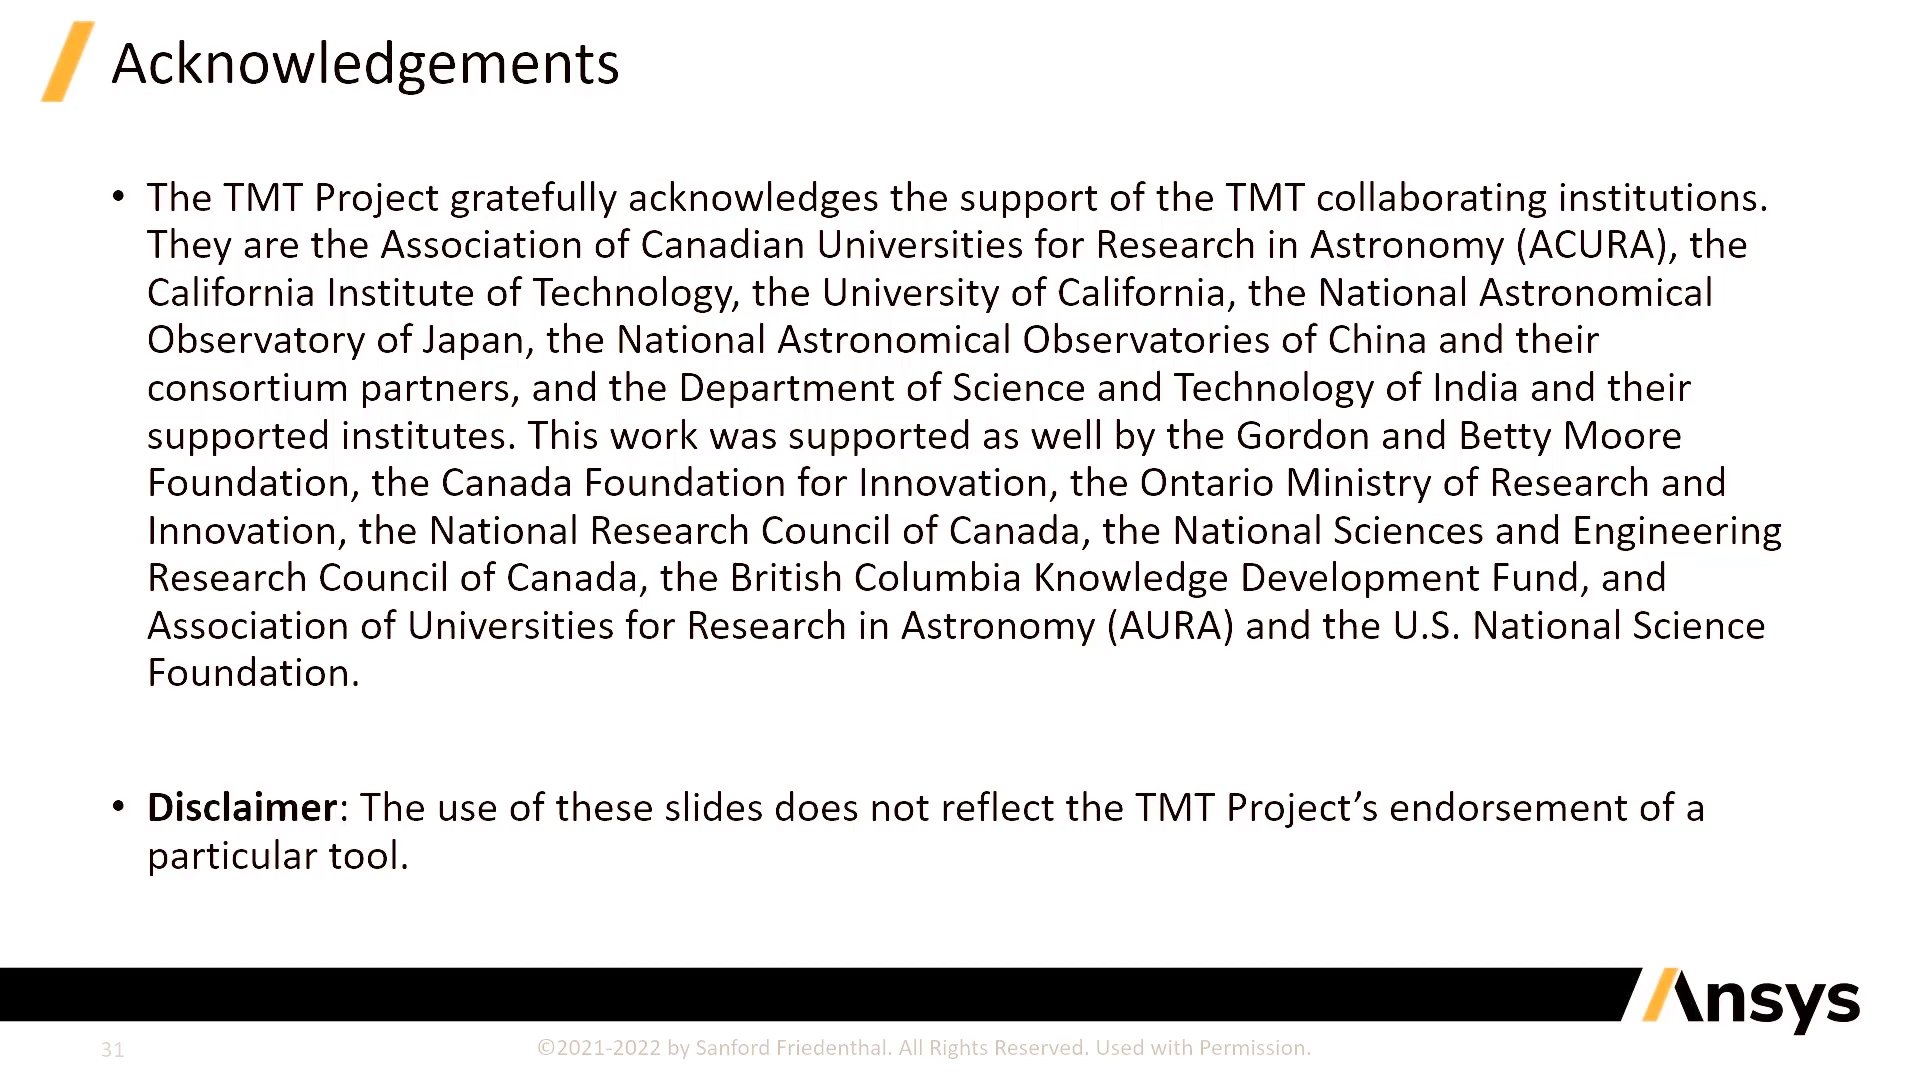 Acknowledgements
• The TMT Project gratefully acknowledges the support of the TMT collaborating institutions.
They are the Association of Canadian Universities for Research in Astronomy (ACURA), the
California Institute of Technology, the University of California, the National Astronomical
Observatory of Japan, the National Astronomical Observatories of China and their
consortium partners, and the Department of Science and Technology of India and their
supported institutes. This work was supported as well by the Gordon and Betty Moore
Foundation, the Canada Foundation for Innovation, the Ontario Ministry of Research and
Innovation, the National Research Council of Canada, the National Sciences and Engineering
Research Council of Canada, the British Columbia Knowledge Development Fund, and
Association of Universities for Research in Astronomy (AURA) and the U.S. National Science
Foundation.
• Disclaimer: The use of these slides does not reflect the TMT Project’s endorsement of a
particular tool.
Ansys
31
©2021-2022 by Sanford Friedenthal. All Rights Reserved. Used with Permission.